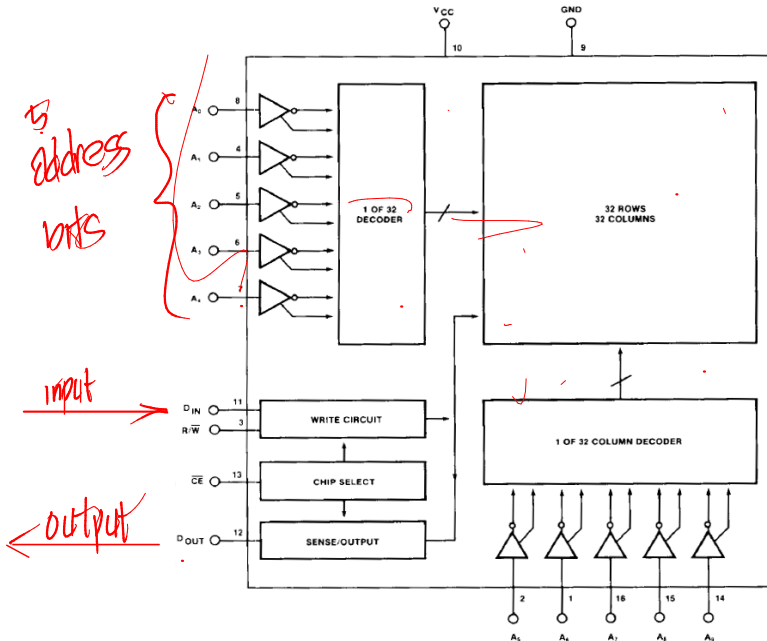 VCC
GND
10
9
5
address
bits
A0
8
A1
4
A2
5
A3
6
A4
7
1 OF 32
DECODER
32 ROWS
32 COLUMNS
input
DIN
11
R/W̅
3
WRITE CIRCUIT
1 OF 32 COLUMN DECODER
C̅E̅
13
CHIP SELECT
output
DOUT
12
SENSE/OUTPUT
2
1
16
15
14
A5
A6
A7
A8
A9